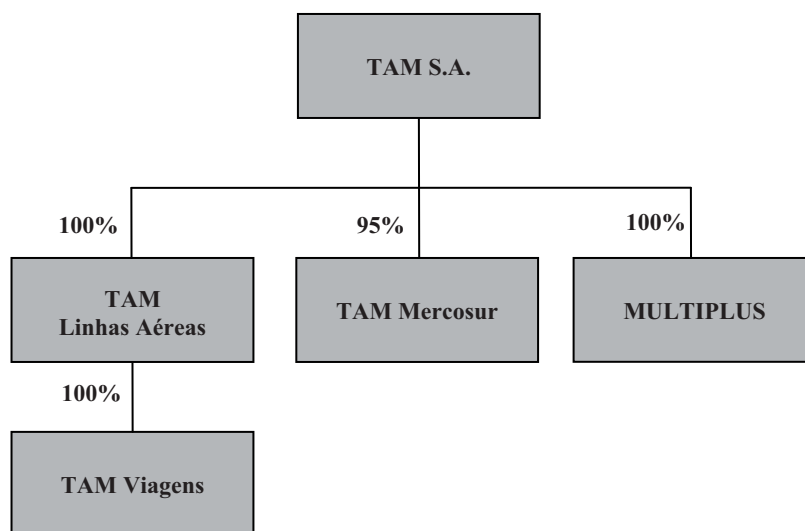 TAM S.A.
100%
95%
100%
TAM
Linhas Aéreas
TAM Mercosur
MULTIPLUS
100%
TAM Viagens